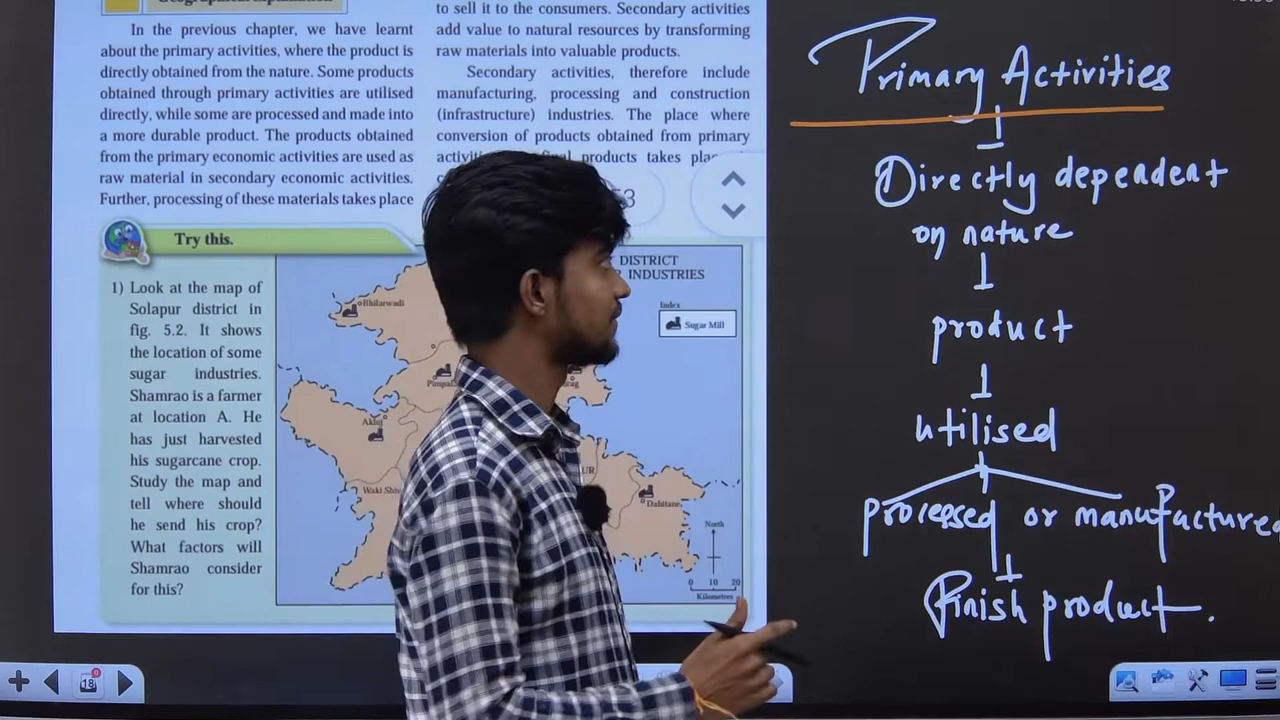 In the previous chapter, we have learnt
about the primary activities, where the product is
directly obtained from the nature. Some products
obtained through primary activities are utilised
directly, while some are processed and made into
a more durable product. The products obtained
from the primary economic activities are used as
raw material in secondary economic activities.
Further, processing of these materials takes place
to sell it to the consumers. Secondary activities
add value to natural resources by transforming
raw materials into valuable products.
Secondary activities, therefore include
manufacturing, processing and construction
(infrastructure) industries. The place where
conversion of products obtained from primary
products takes
Try this.
1) Look at the map of
Solapur district in
fig. 5.2. It shows
the location of some
sugar industries.
Shamrao is a farmer
at location A. He
has just harvested
his sugarcane crop.
Study the map and
tell where should
he send his crop?
What factors will
Shamrao consider
for this?
DISTRICT
INDUSTRIES
Index
Sugar Mill
Bhilarwadi
Akluj
Waki
Dahitane
North
0 10 20
Kilometres
18
Primary Activities
Directly dependent
on nature
product
utilised
processed or manufactured
Finish product.